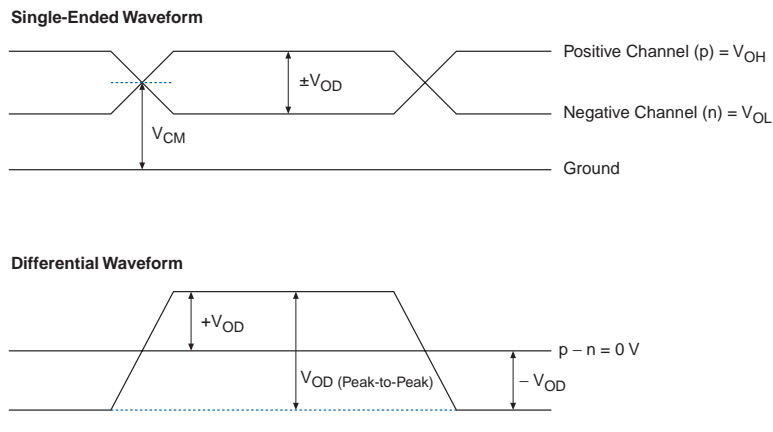 Single-Ended Waveform
Positive Channel (p) = VOH
±VOD
Negative Channel (n) = VOL
VCM
Ground
Differential Waveform
+VOD
p – n = 0 V
VOD (Peak-to-Peak)
– VOD